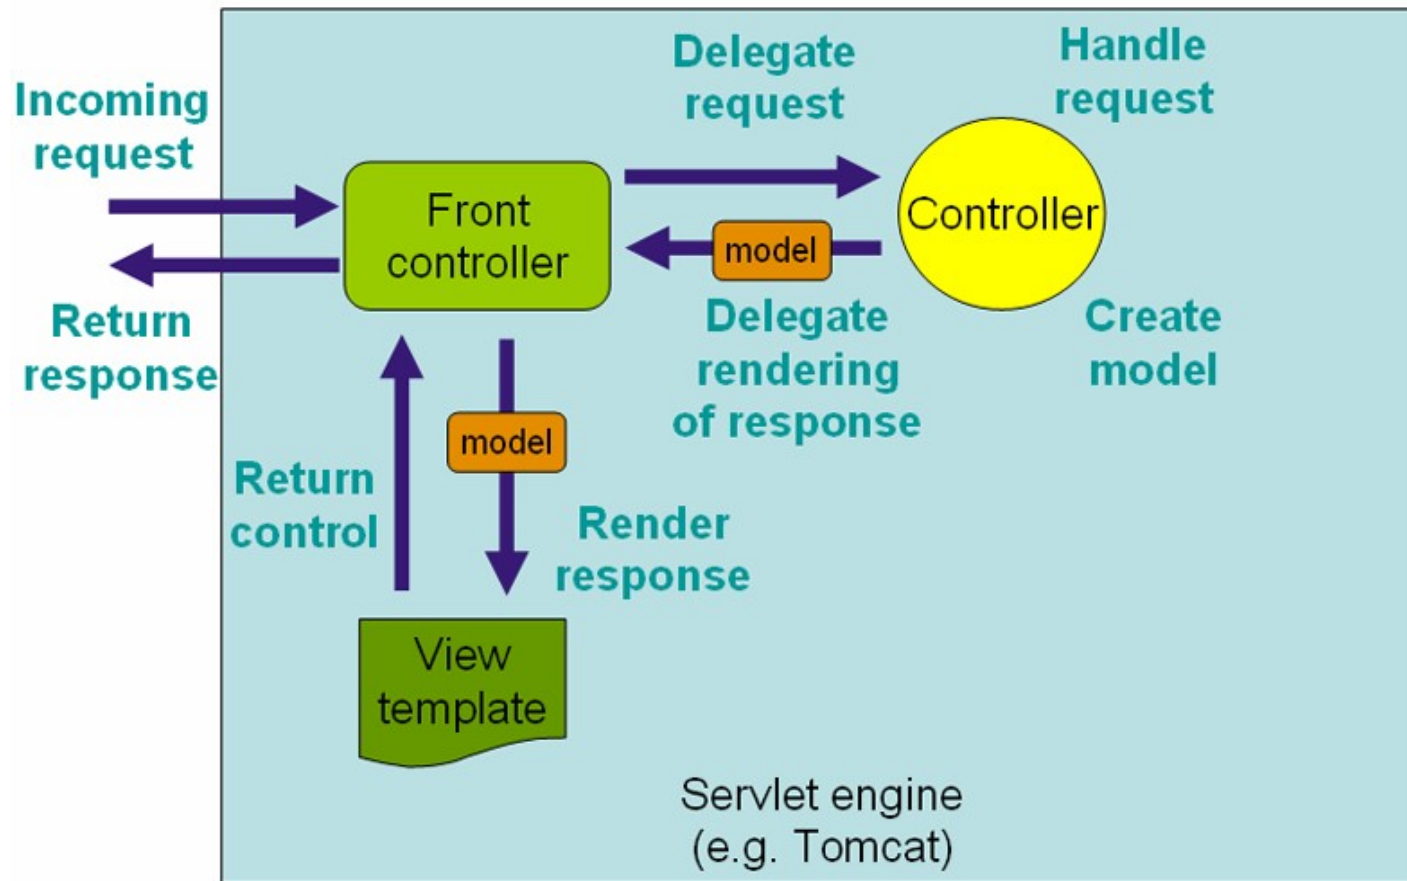 Incoming
request
Return
response
Front
controller
Delegate
request
Handle
request
Controller
model
Delegate
rendering
of response
Create
model
model
Return
control
Render
response
View
template
Servlet engine
(e.g. Tomcat)